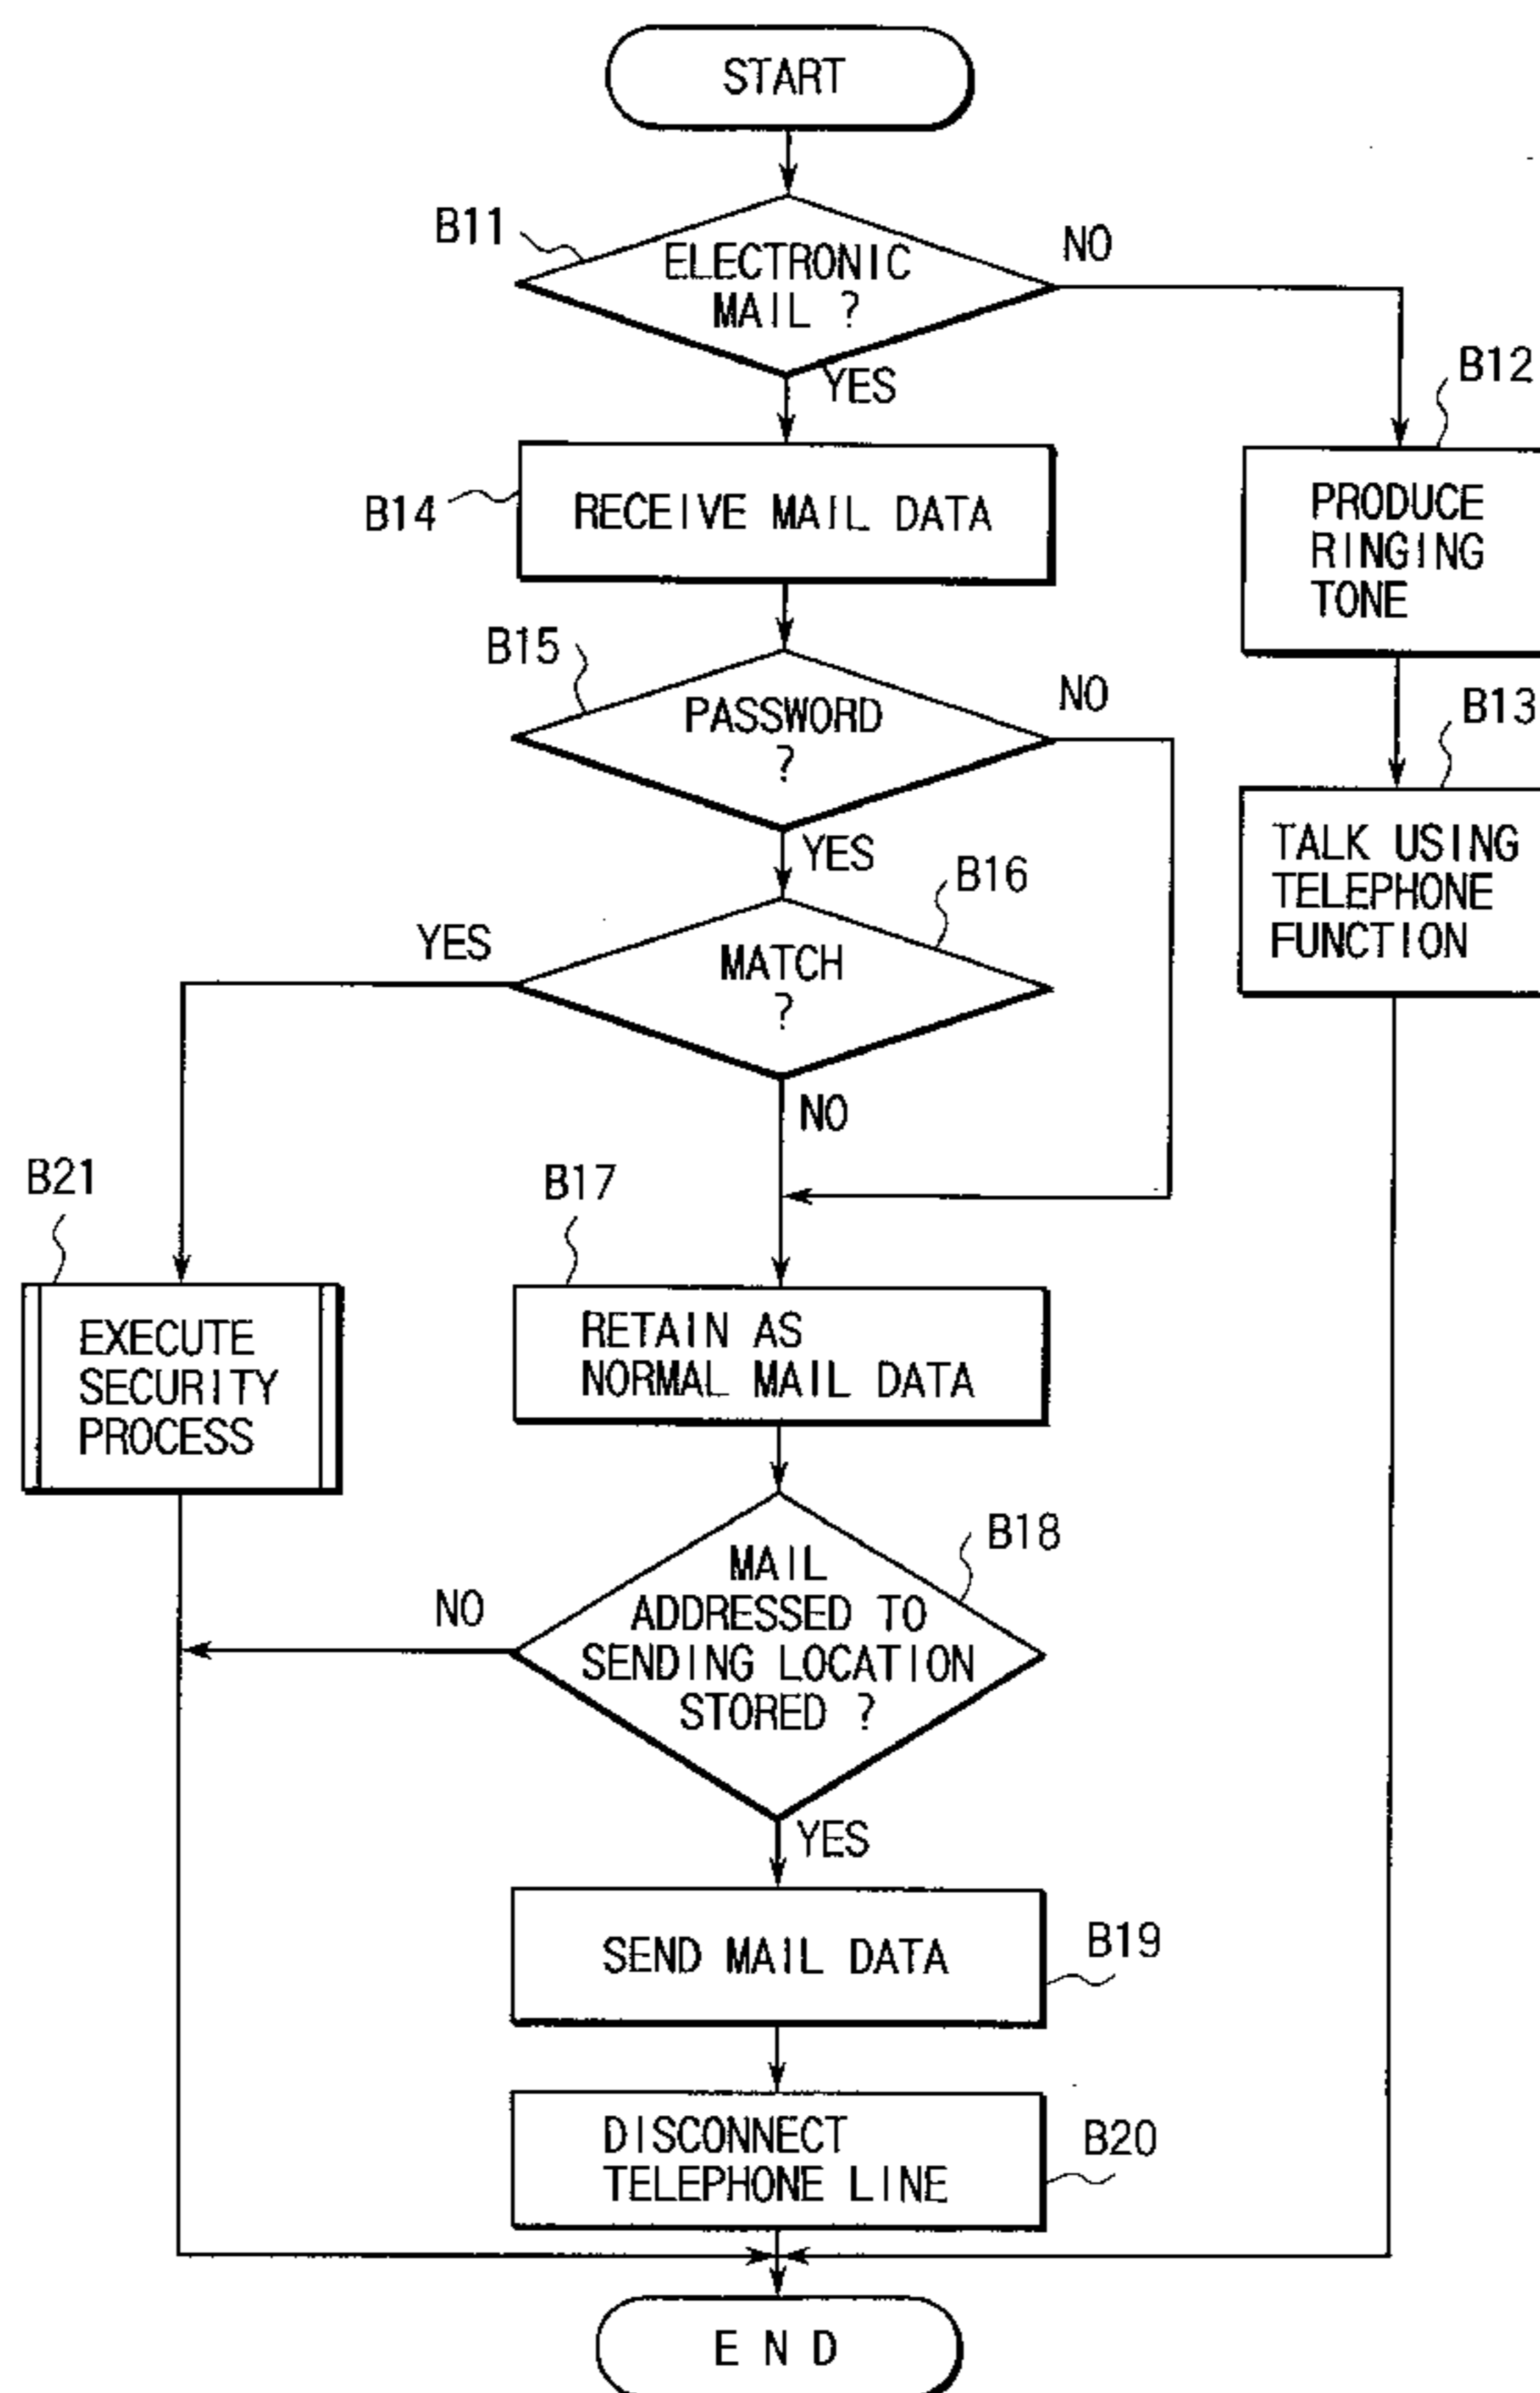 START
B11
ELECTRONIC
MAIL ?
NO
YES
B12
PRODUCE
RINGING
TONE
B14
RECEIVE MAIL DATA
B15
PASSWORD
?
NO
YES
B13
TALK USING
TELEPHONE
FUNCTION
B16
MATCH
?
YES
NO
B21
EXECUTE
SECURITY
PROCESS
B17
RETAIN AS
NORMAL MAIL DATA
B18
MAIL
ADDRESSED TO
SENDING LOCATION
STORED ?
NO
YES
SEND MAIL DATA
B19
DISCONNECT
TELEPHONE LINE
B20
END